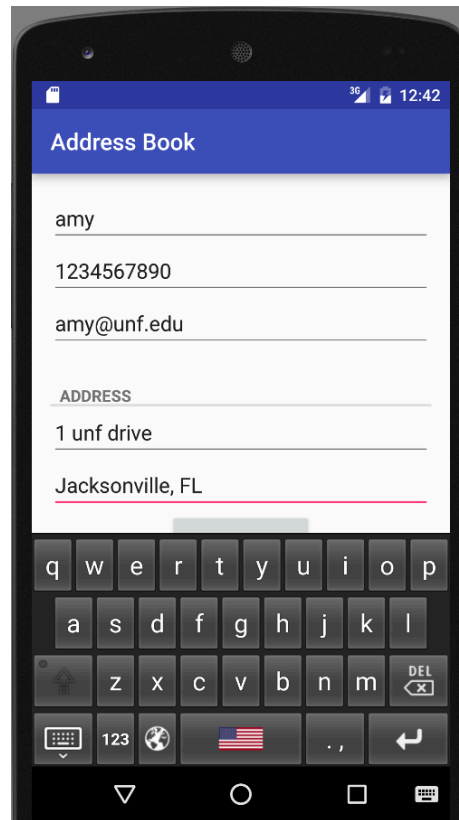 3G 12:42
Address Book
amy
1234567890
amy@unf.edu
ADDRESS
1 unf drive
Jacksonville, FL
q w e r t y u i o p
a s d f g h j k l
z x c v b n m DEL
123 . ,